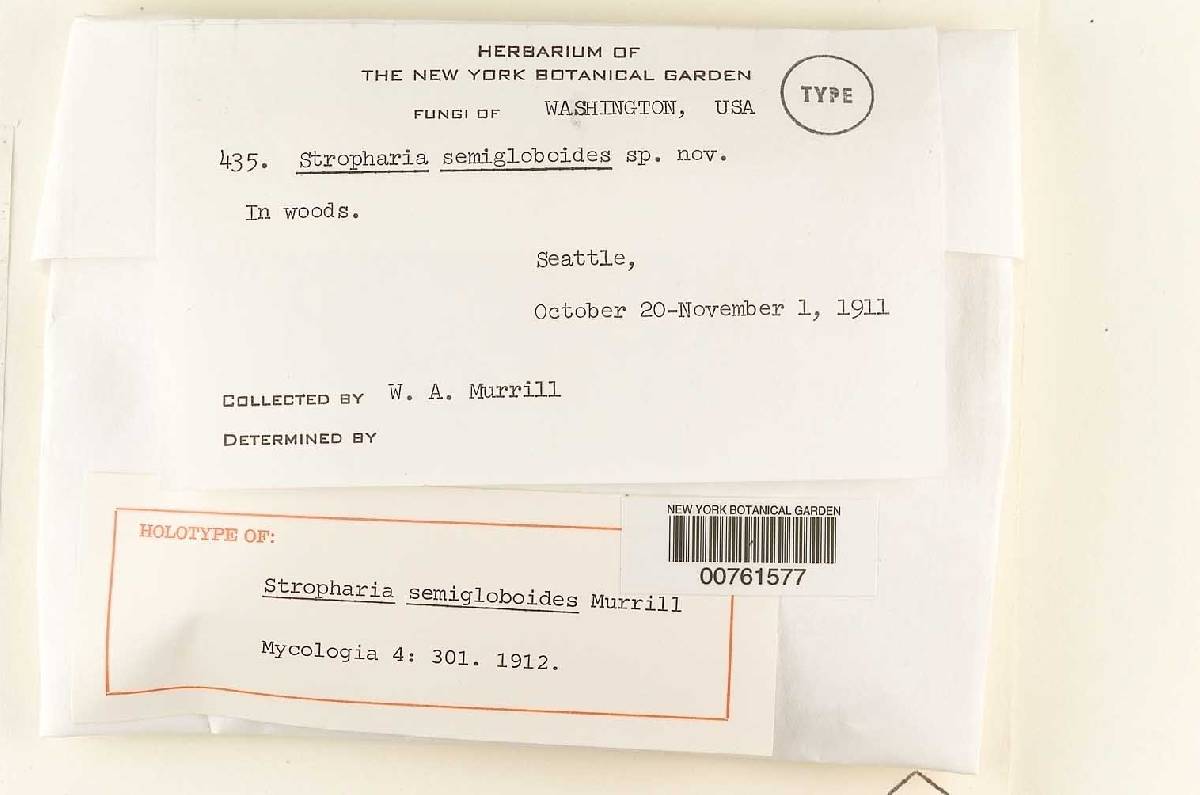 HERBARIUM OF
THE NEW YORK BOTANICAL GARDEN
FUNGI OF WASHINGTON, USA
TYPE
435. Stropharia semigloboides sp. nov.
In woods.
Seattle,
October 20-November 1, 1911
COLLECTED BY W. A. Murrill
DETERMINED BY
NEW YORK BOTANICAL GARDEN
00761577
HOLOTYPE OF:
Stropharia semigloboides Murrill
Mycologia 4: 301. 1912.